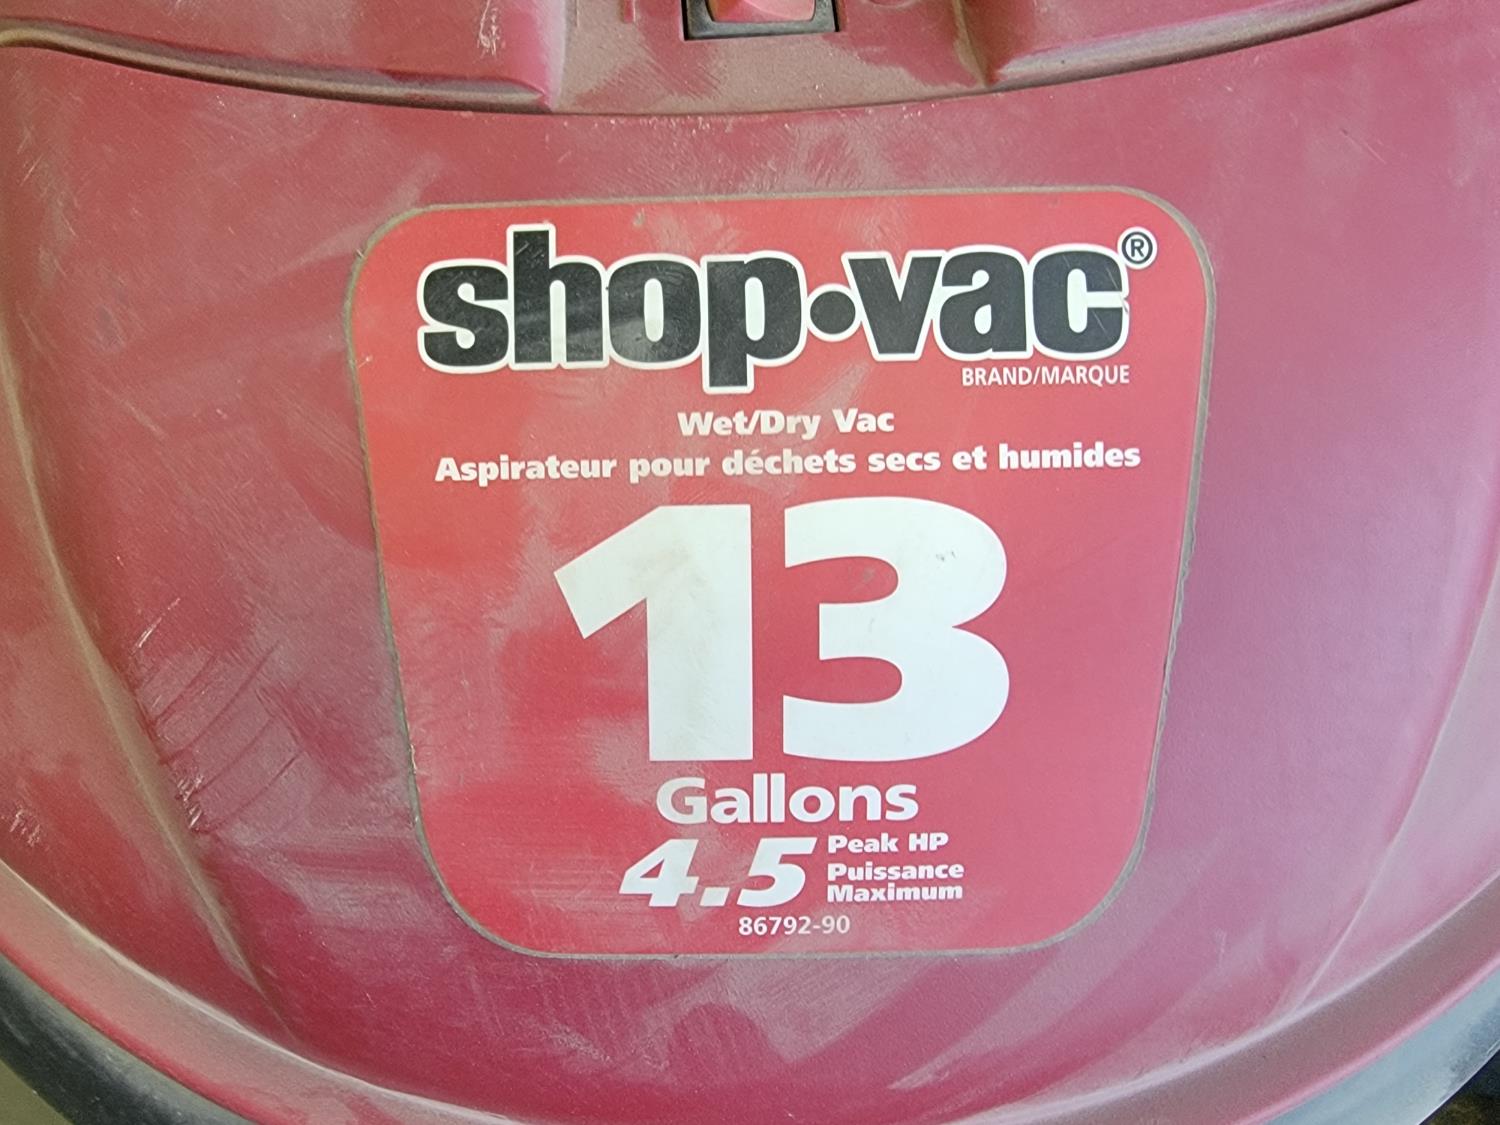 shop·vac®
BRAND/MARQUE
Wet/Dry Vac
Aspirateur pour déchets secs et humides
13
Gallons
4.5 Peak HP
Puissance
Maximum
86792-90